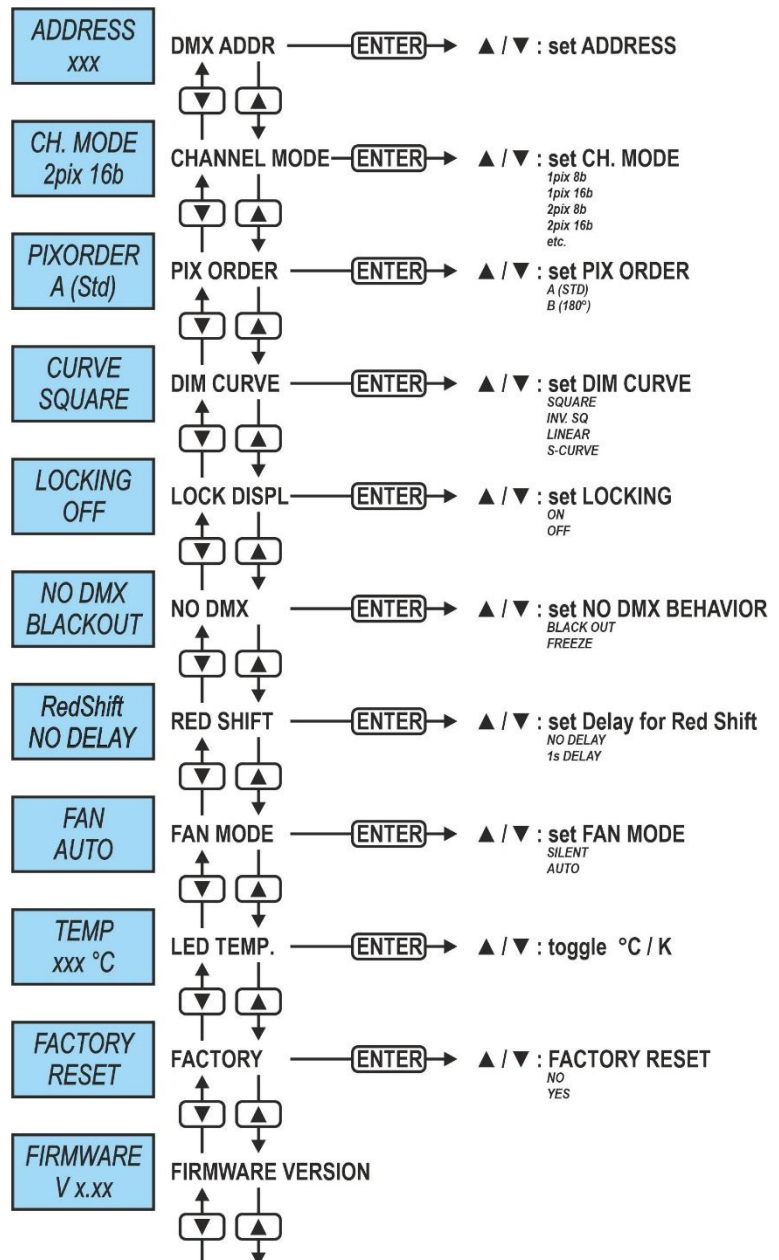 ADDRESS
xxx
DMX ADDR ENTER ▲ / ▼ : set ADDRESS
▼ ▲
CH. MODE
2pix 16b
CHANNEL MODE ENTER ▲ / ▼ : set CH. MODE
1pix 8b
1pix 16b
2pix 8b
2pix 16b
etc.
▼ ▲
PIXORDER
A (Std)
PIX ORDER ENTER ▲ / ▼ : set PIX ORDER
A (STD)
B (180º)
▼ ▲
CURVE
SQUARE
DIM CURVE ENTER ▲ / ▼ : set DIM CURVE
SQUARE
INV. SQ
LINEAR
S-CURVE
▼ ▲
LOCKING
OFF
LOCK DISPL ENTER ▲ / ▼ : set LOCKING
ON
OFF
▼ ▲
NO DMX
BLACKOUT
NO DMX ENTER ▲ / ▼ : set NO DMX BEHAVIOR
BLACK OUT
FREEZE
▼ ▲
RedShift
NO DELAY
RED SHIFT ENTER ▲ / ▼ : set Delay for Red Shift
NO DELAY
1s DELAY
▼ ▲
FAN
AUTO
FAN MODE ENTER ▲ / ▼ : set FAN MODE
SILENT
AUTO
▼ ▲
TEMP
xxx °C
LED TEMP. ENTER ▲ / ▼ : toggle °C / K
▼ ▲
FACTORY
RESET
FACTORY ENTER ▲ / ▼ : FACTORY RESET
NO
YES
▼ ▲
FIRMWARE
V x.xx
FIRMWARE VERSION
▼ ▲